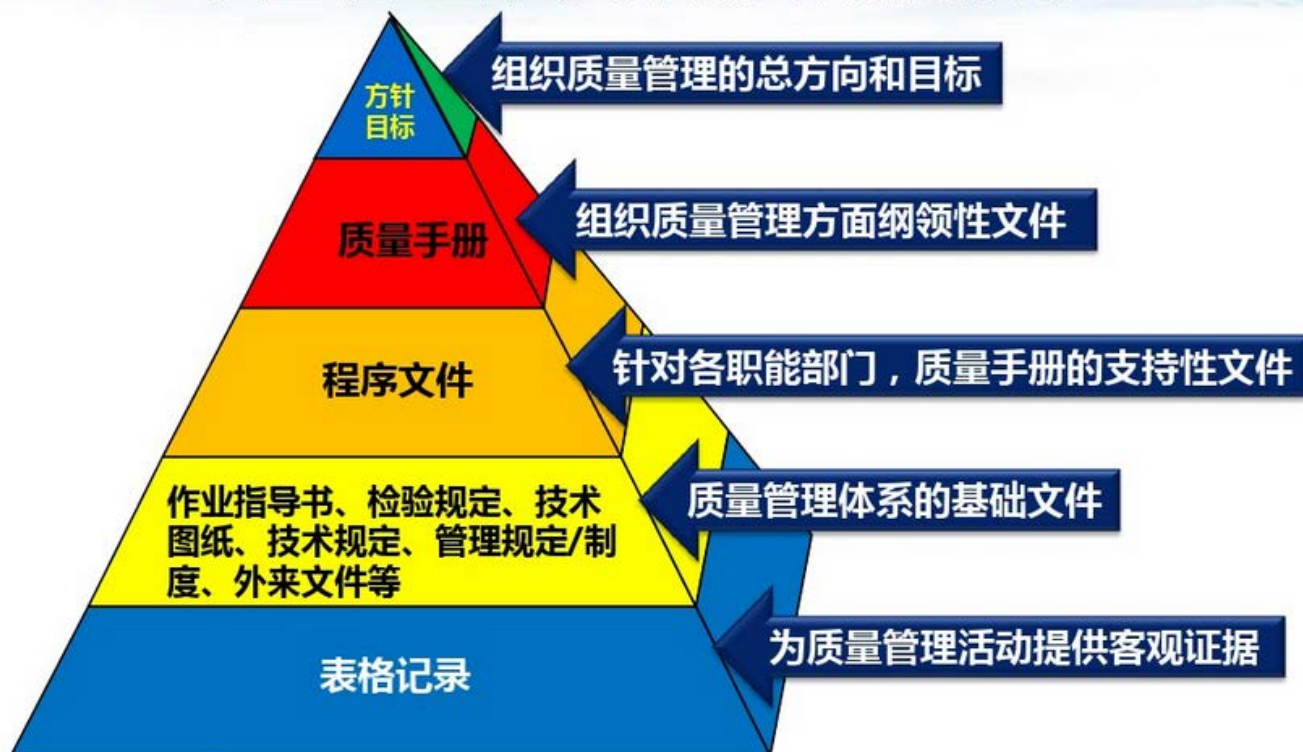 方针
目标
组织质量管理的总方向和目标
质量手册
组织质量管理方面纲领性文件
程序文件
针对各职能部门，质量手册的支持性文件
作业指导书、检验规定、技术
图纸、技术规定、管理规定/制
度、外来文件等
质量管理体系的基础文件
表格记录
为质量管理活动提供客观证据